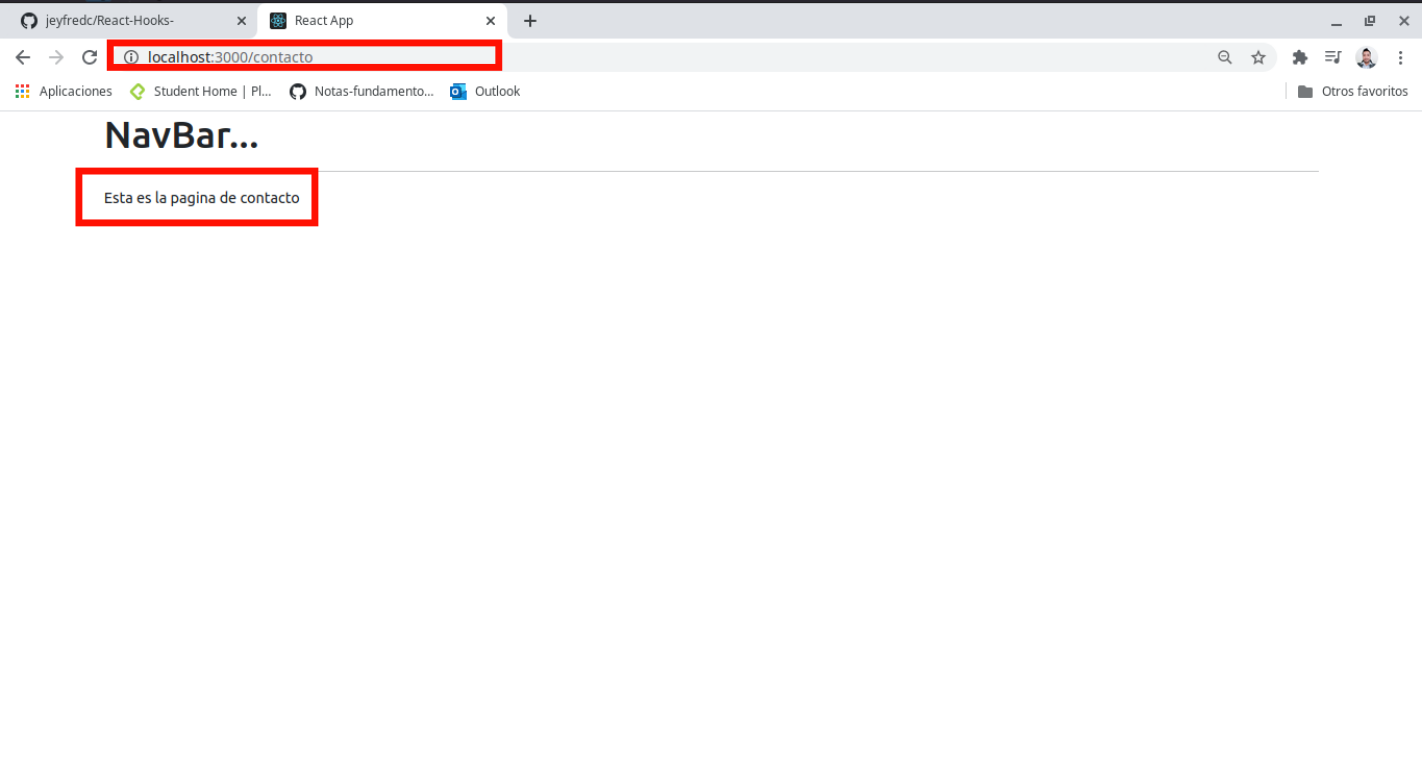 jeyfredc/React-Hooks-
React App
localhost:3000/contacto
Aplicaciones
Student Home | Pl...
Notas-fundamento...
Outlook
Otros favoritos
NavBar...
Esta es la pagina de contacto